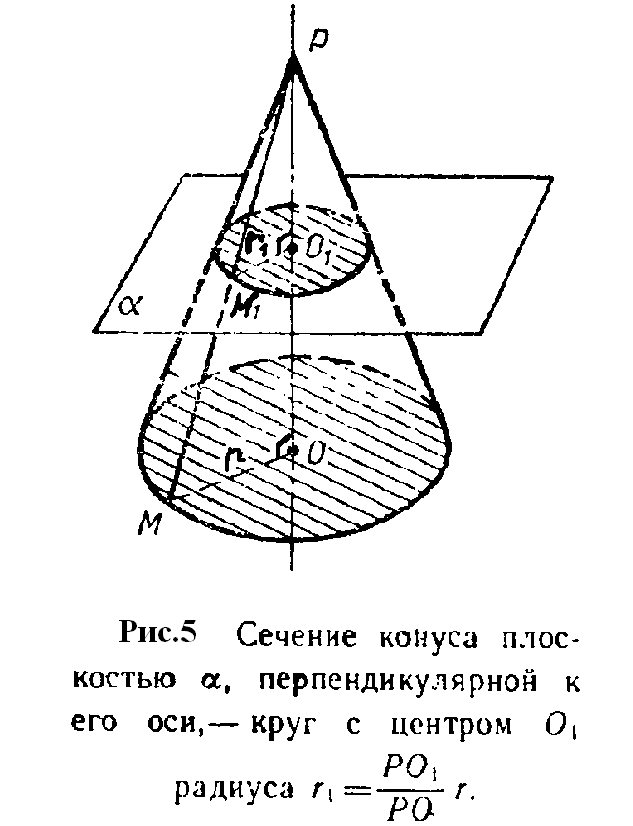 P
r₁ O₁
α M₁
r O
M
Рис.5 Сечение конуса плос-
костью α, перпендикулярной к
его оси,— круг с центром O₁
радиуса r₁ = PO₁/PO r.